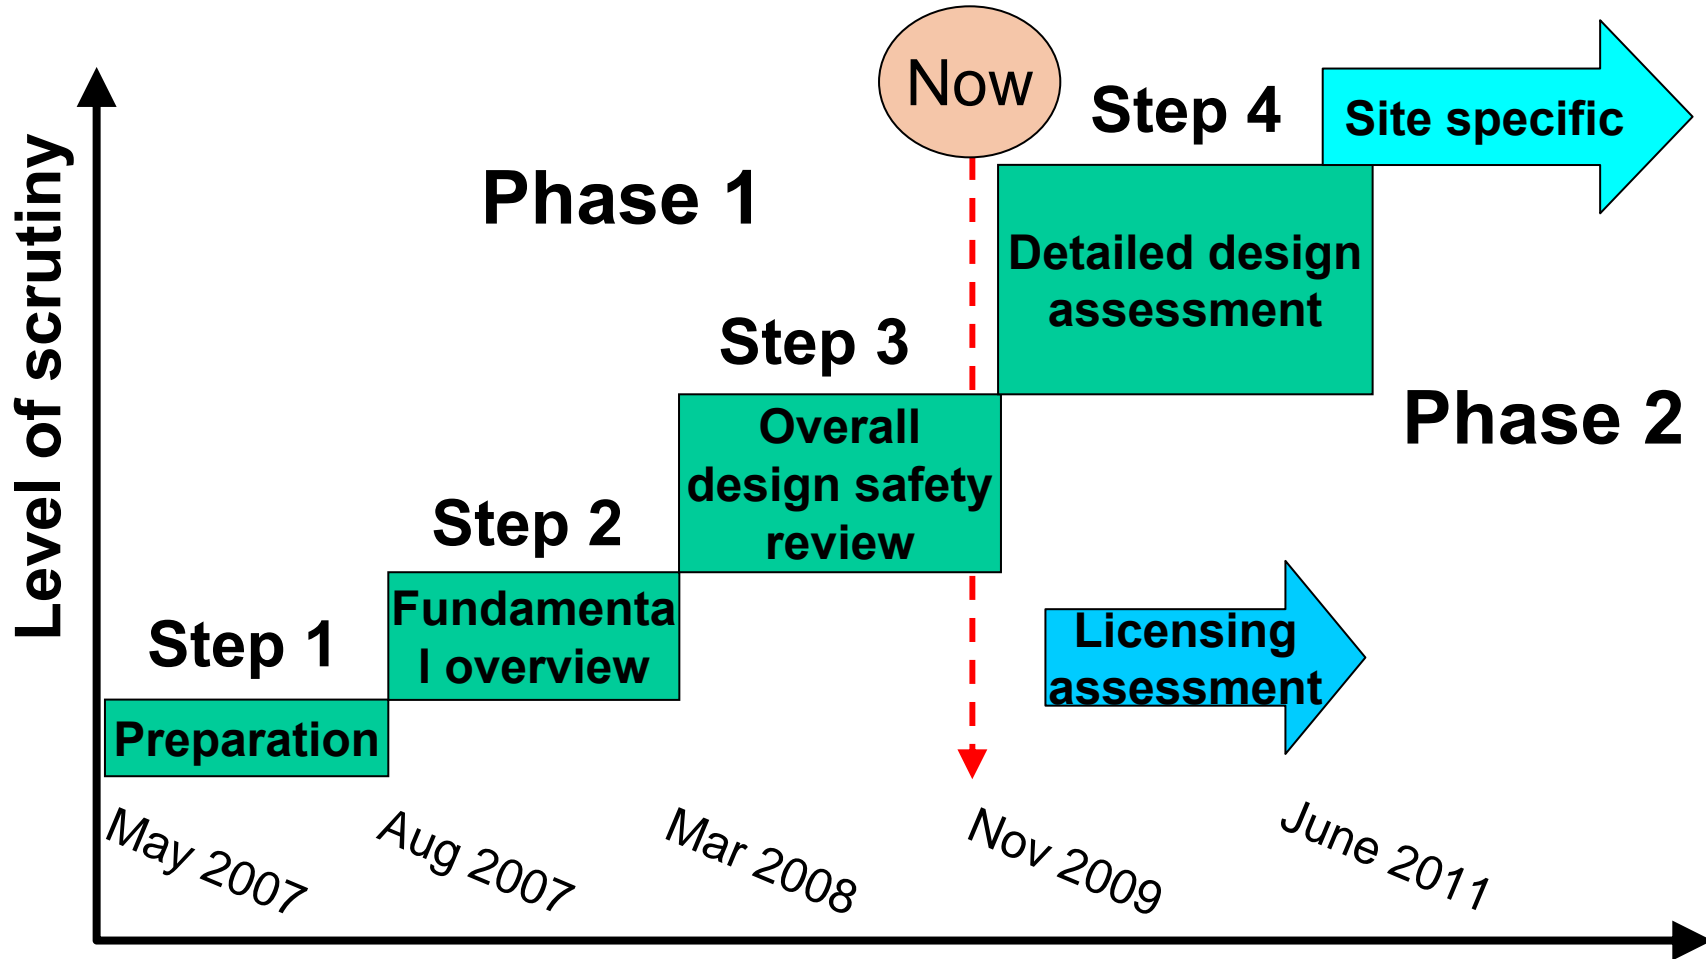 Now
Step 4
Site specific
Phase 1
Level of scrutiny
Detailed design
assessment
Step 3
Phase 2
Overall
design safety
review
Step 2
Fundamenta
l overview
Step 1
Licensing
assessment
Preparation
May 2007
Aug 2007
Mar 2008
Nov 2009
June 2011